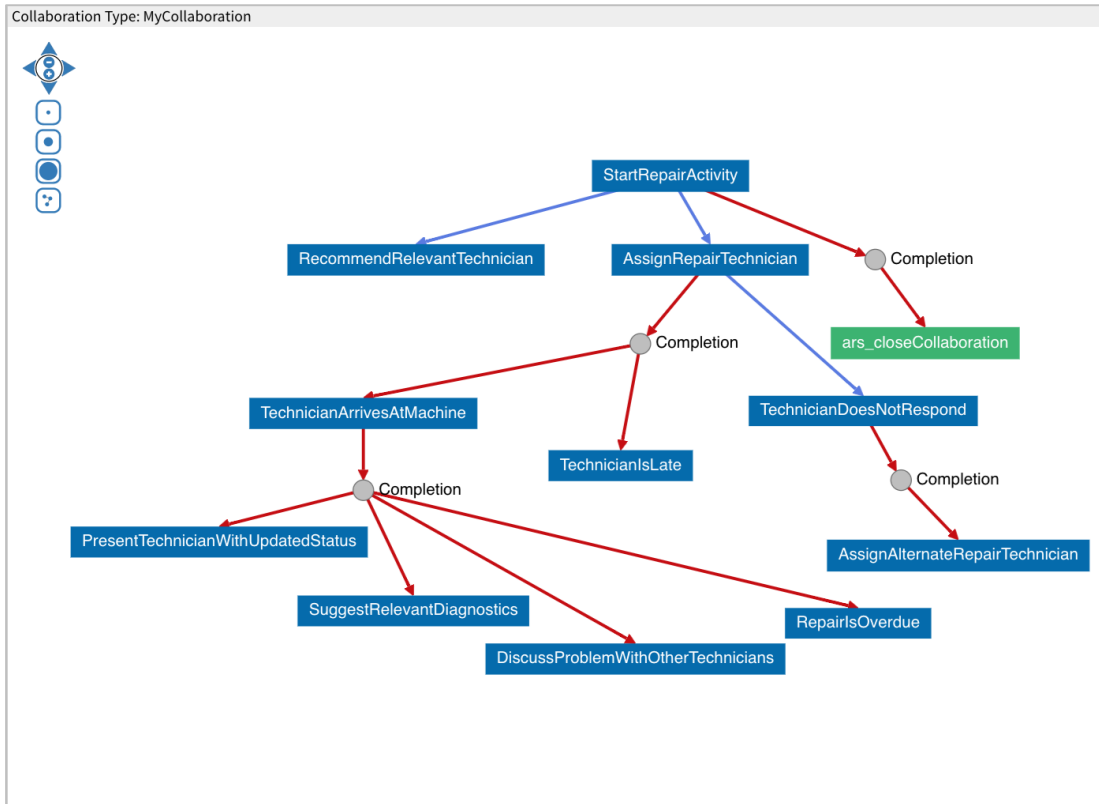 Collaboration Type: MyCollaboration
StartRepairActivity
RecommendRelevantTechnician
AssignRepairTechnician
Completion
Completion
ars_closeCollaboration
TechnicianArrivesAtMachine
TechnicianDoesNotRespond
TechnicianIsLate
Completion
Completion
PresentTechnicianWithUpdatedStatus
AssignAlternateRepairTechnician
SuggestRelevantDiagnostics
RepairIsOverdue
DiscussProblemWithOtherTechnicians